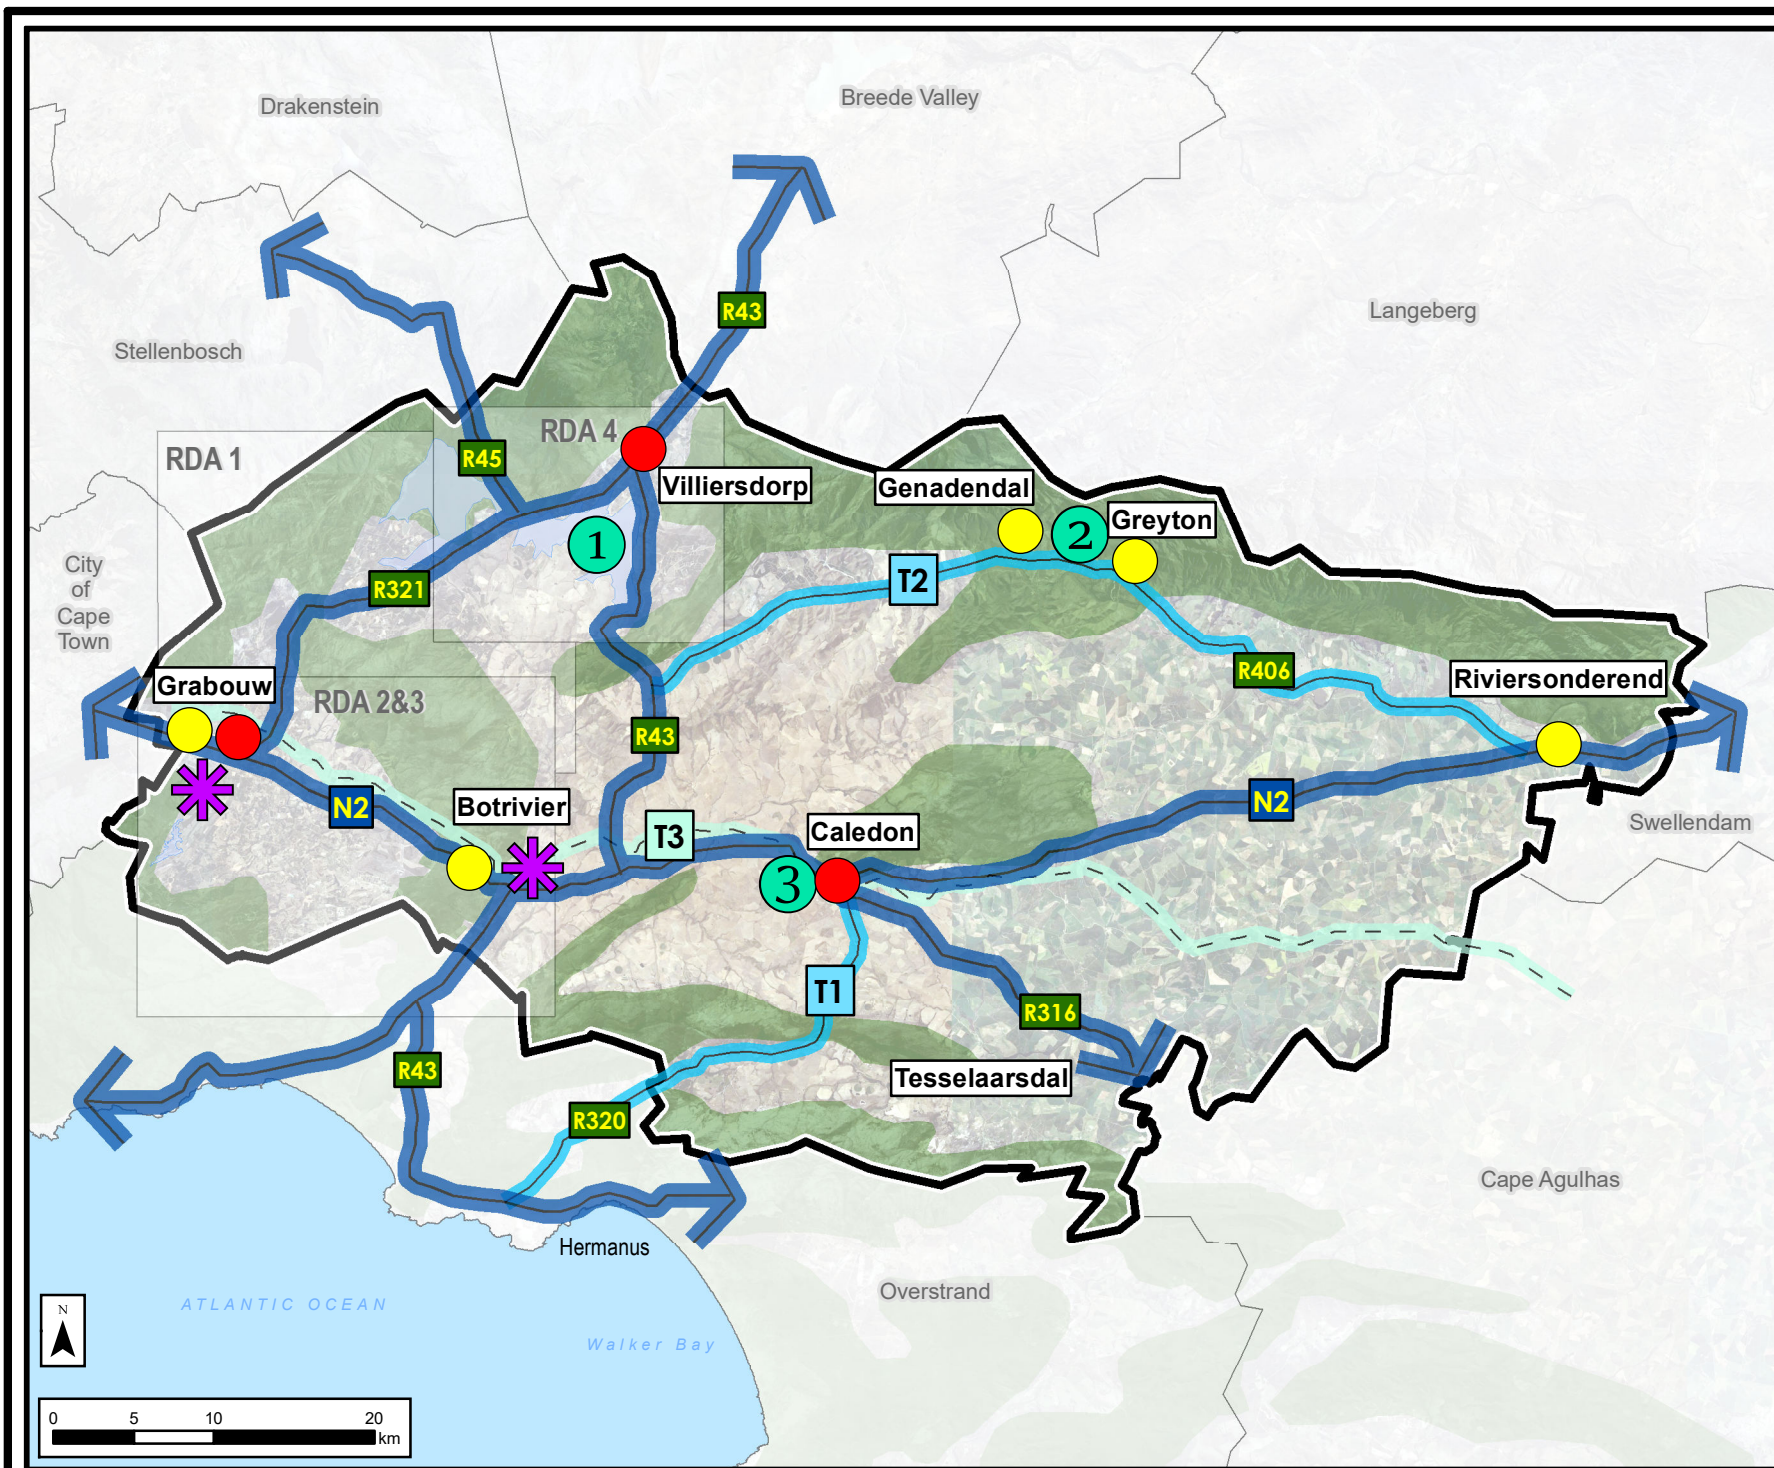 Drakenstein
Breede Valley
Langeberg
R43
Stellenbosch
RDA 4
RDA 1
R45
Villiersdorp
Genadendal
Greyton
1
2
City
of
Cape
Town
R321
T2
R406
Grabouw
RDA 2&3
Riviersonderend
R43
N2
Botrivier
N2
T3
Caledon
Swellendam
3
T1
R316
R43
Tesselaarsdal
R320
Cape Agulhas
Hermanus
Overstrand
ATLANTIC OCEAN
Walker Bay
N
0 5 10 20
km